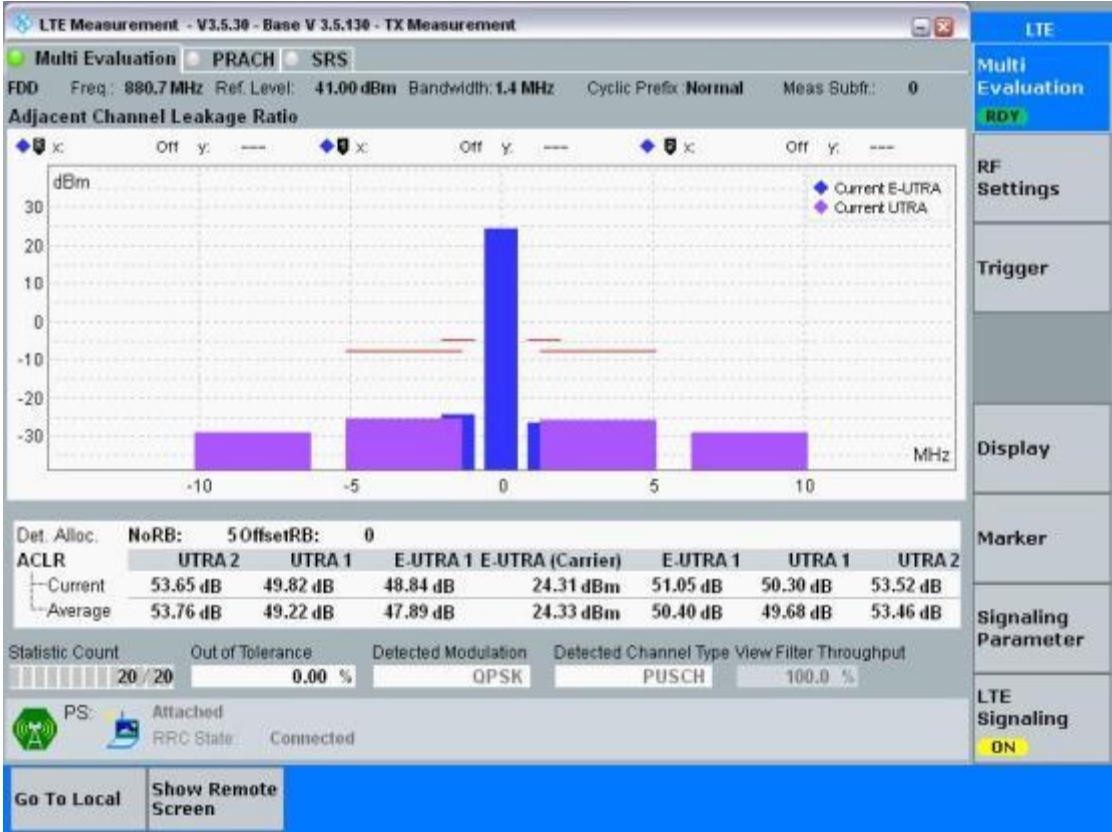 LTE Measurement - V3.5.30 - Base V 3.5.130 - TX Measurement
LTE
Multi Evaluation PRACH SRS
Multi Evaluation
RDY
FDD Freq.: 880.7 MHz Ref. Level: 41.00 dBm Bandwidth: 1.4 MHz Cyclic Prefix :Normal Meas Subfr.: 0
Adjacent Channel Leakage Ratio
x: Off y: --- x: Off y: --- x: Off y: ---
dBm
Current E-UTRA
Current UTRA
30
20
10
0
-10
-20
-30
MHz
-10 -5 0 5 10
RF
Settings
Trigger
Display
Marker
Signaling
Parameter
LTE
Signaling
ON
Det. Alloc. NoRB: 5 OffsetRB: 0
ACLR UTRA 2 UTRA 1 E-UTRA 1 E-UTRA (Carrier) E-UTRA 1 UTRA 1 UTRA 2
Current 53.65 dB 49.82 dB 48.84 dB 24.31 dBm 51.05 dB 50.30 dB 53.52 dB
Average 53.76 dB 49.22 dB 47.89 dB 24.33 dBm 50.40 dB 49.68 dB 53.46 dB
Statistic Count Out of Tolerance Detected Modulation Detected Channel Type View Filter Throughput
20 / 20 0.00 % QPSK PUSCH 100.0 %
PS: Attached
RRC State: Connected
Go To Local
Show Remote
Screen